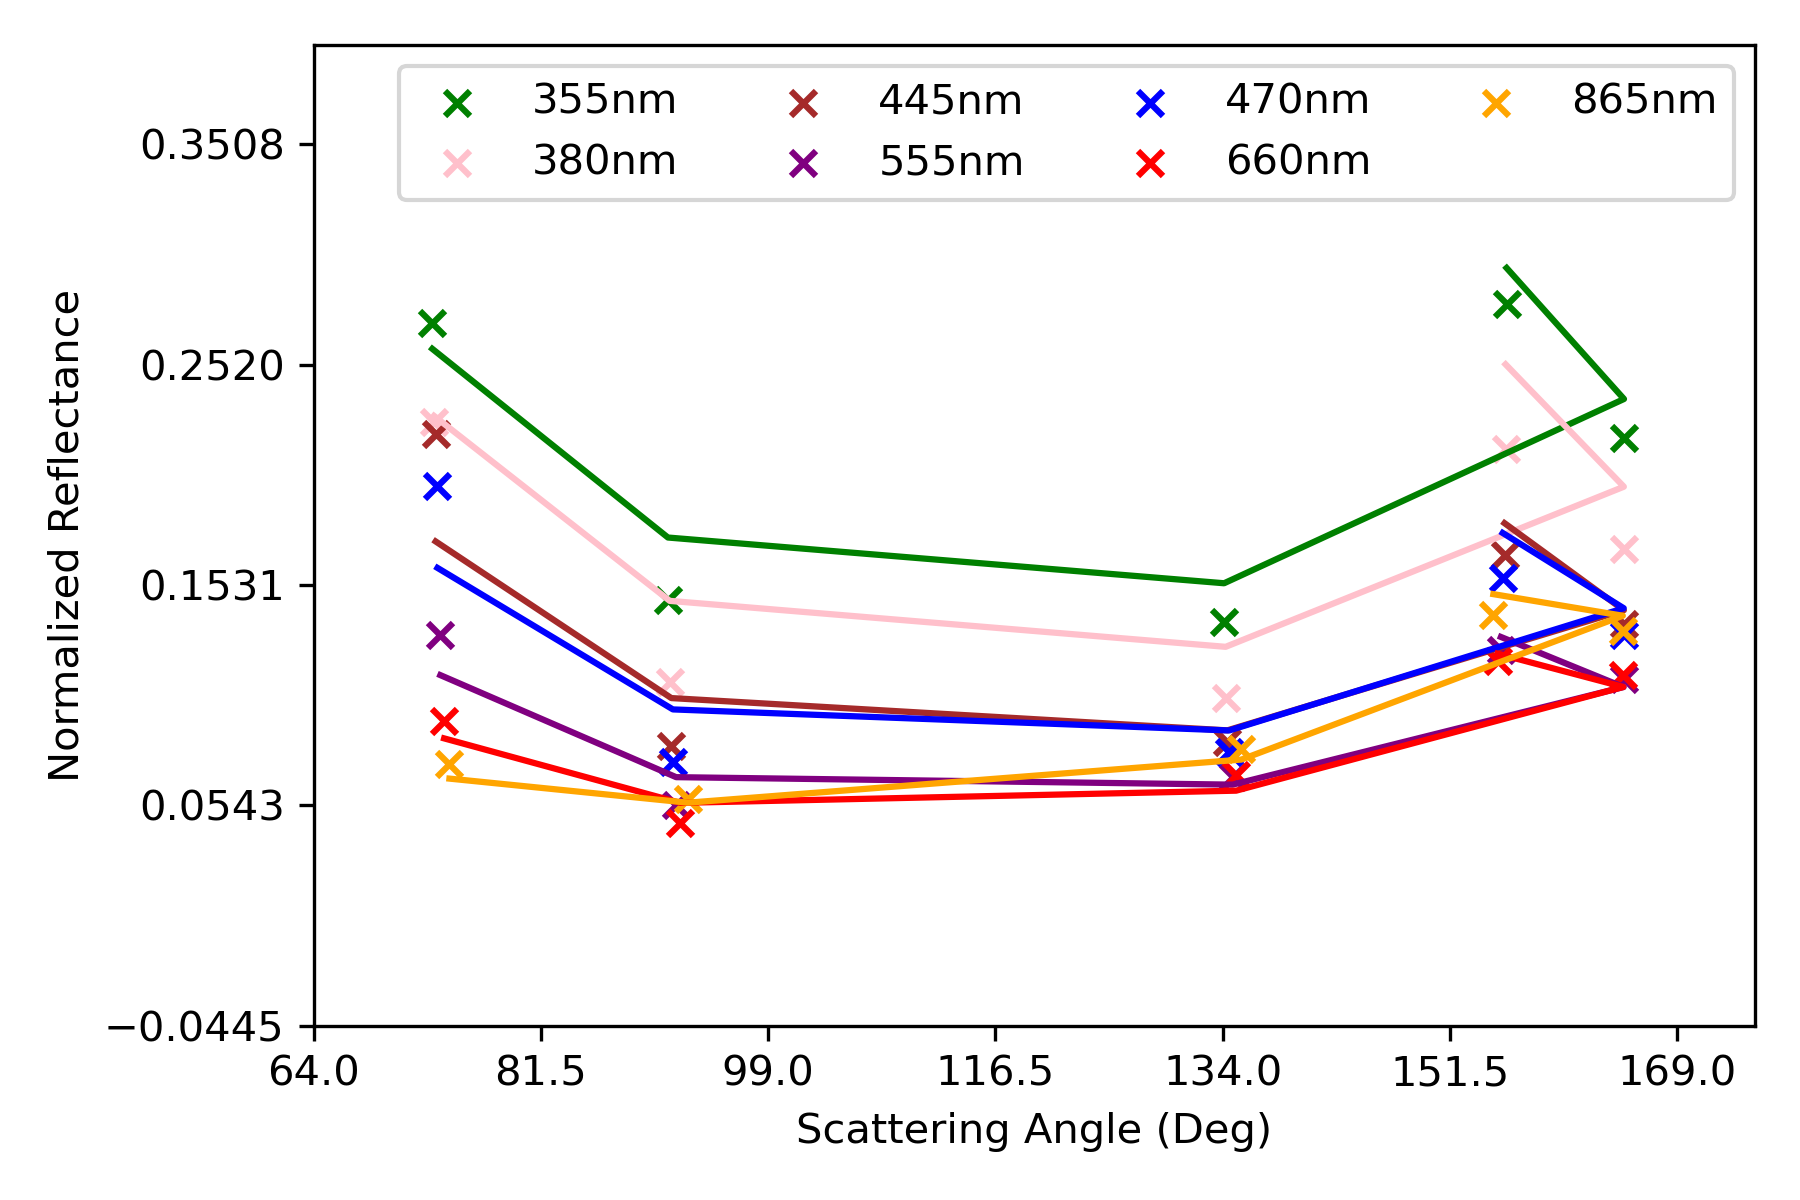 355nm 445nm 470nm 865nm
380nm 555nm 660nm
0.3508
0.2520
0.1531
0.0543
−0.0445
Normalized Reflectance
64.0 81.5 99.0 116.5 134.0 151.5 169.0
Scattering Angle (Deg)